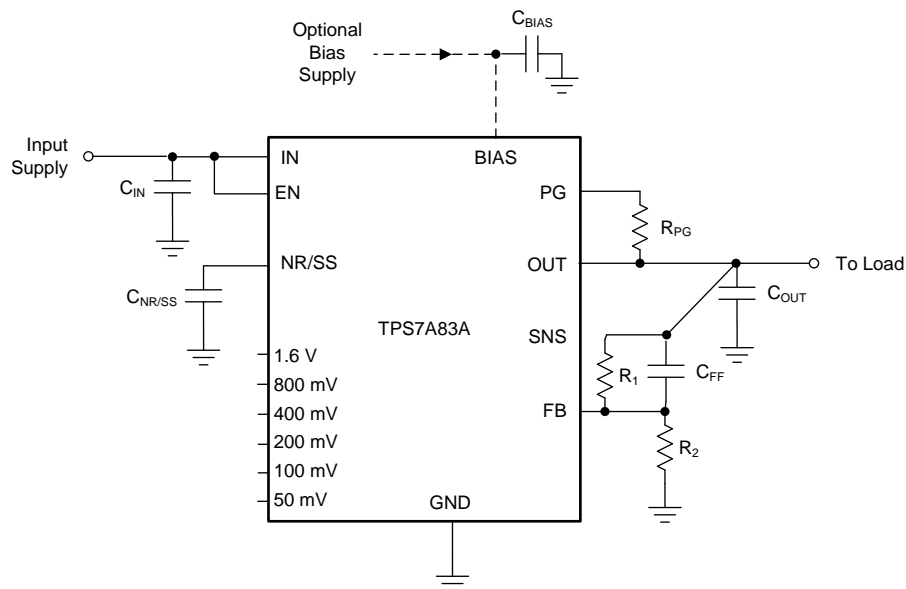 Optional
Bias
Supply
C_BIAS
Input
Supply
C_IN
IN
BIAS
EN
PG
R_PG
NR/SS
OUT
To Load
C_NR/SS
C_OUT
TPS7A83A
SNS
1.6 V
800 mV
R_1
C_FF
400 mV
FB
200 mV
R_2
100 mV
50 mV
GND